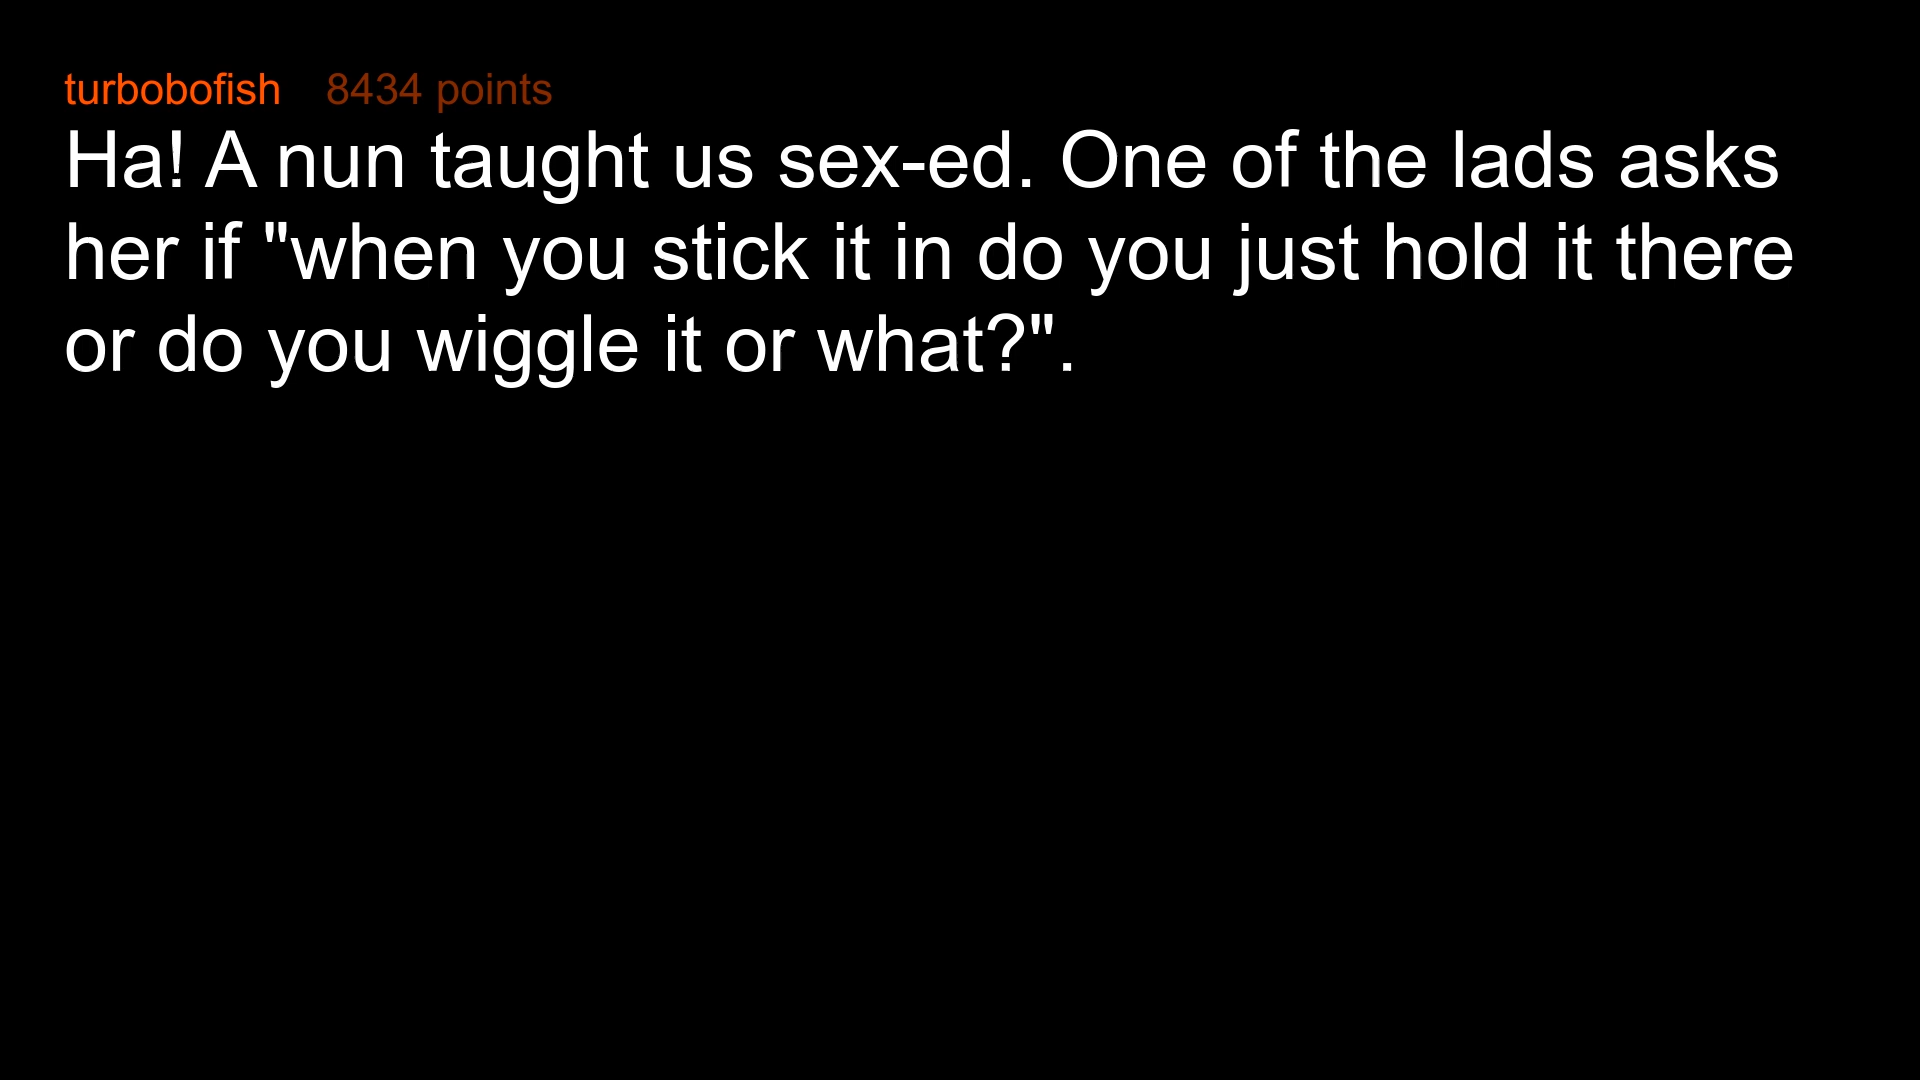 turbobofish 8434 points
Ha! A nun taught us sex-ed. One of the lads asks
her if "when you stick it in do you just hold it there
or do you wiggle it or what?".